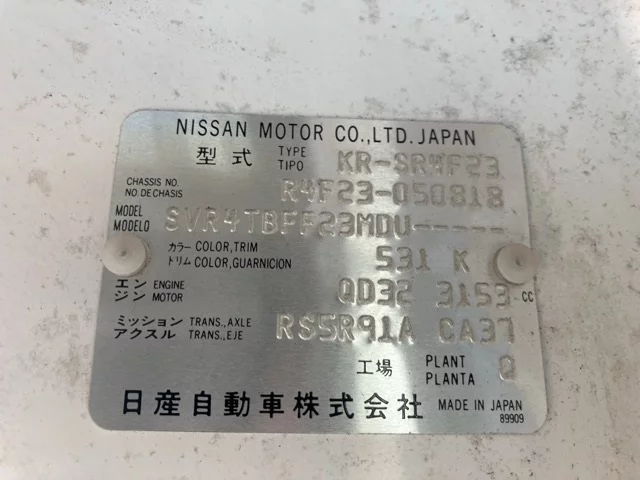 NISSAN MOTOR CO.,LTD. JAPAN
型式 TYPE TIPO KR-SR4F23
CHASSIS NO. NO. DE CHASIS R4F23-050818
MODEL MODELO SVR4TBFF23MDU-----
カラー COLOR, TRIM
トリム COLOR, GUARNICION 531 K
エンジン ENGINE MOTOR QD32 3153 cc
ミッション TRANS., AXLE
アクスル TRANS., EJE RS5R91A CA37
工場 PLANT PLANTA Q
日産自動車株式会社 MADE IN JAPAN
89909